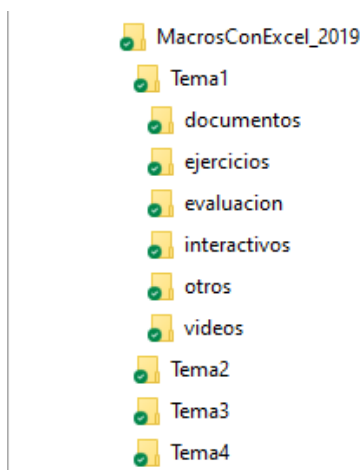 MacrosConExcel_2019
Tema1
documentos
ejercicios
evaluacion
interactivos
otros
videos
Tema2
Tema3
Tema4